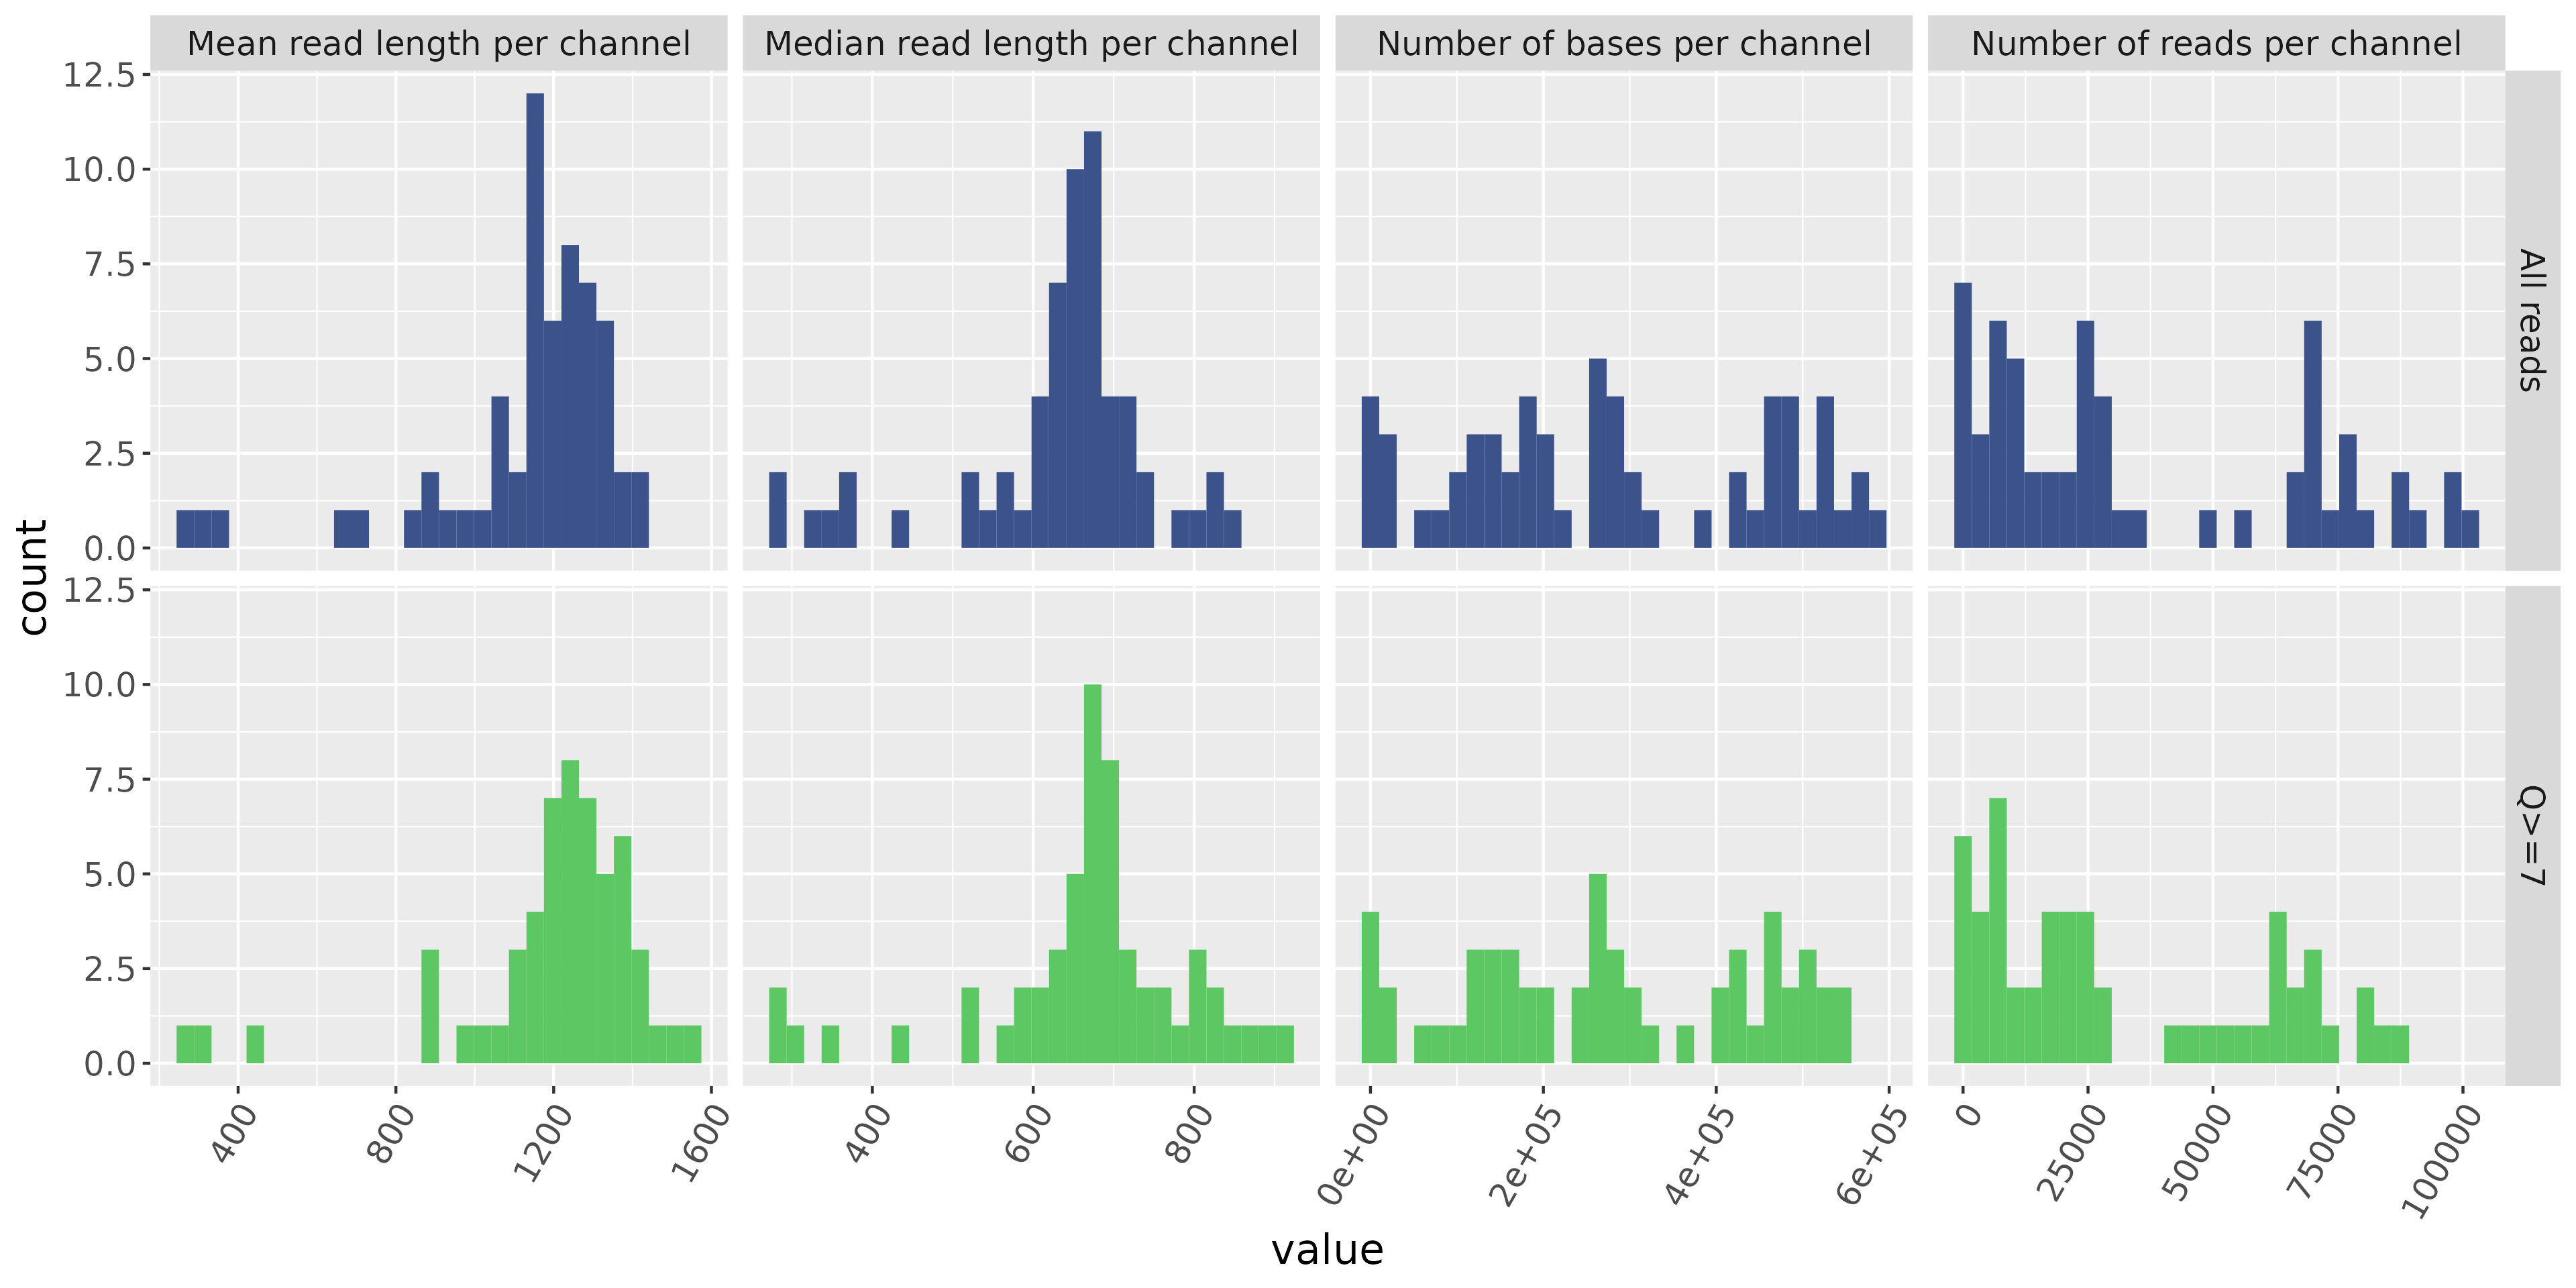 Mean read length per channel
Median read length per channel
Number of bases per channel
Number of reads per channel
12.5
10.0
7.5
5.0
2.5
0.0
All reads
count
12.5
10.0
7.5
5.0
2.5
0.0
Q>=7
400
800
1200
1600
400
600
800
0e+00
2e+05
4e+05
6e+05
0
25000
50000
75000
100000
value